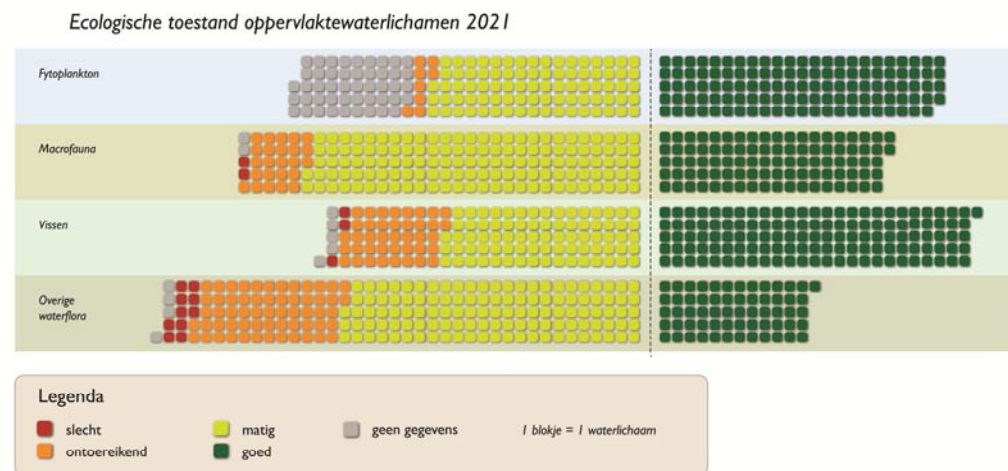 Ecologische toestand oppervlaktewaterlichamen 2021
Fytoplankton
Macrofauna
Vissen
Overige
waterflora
Legenda
slecht
matig
geen gegevens
1 blokje = 1 waterlichaam
ontoereikend
goed